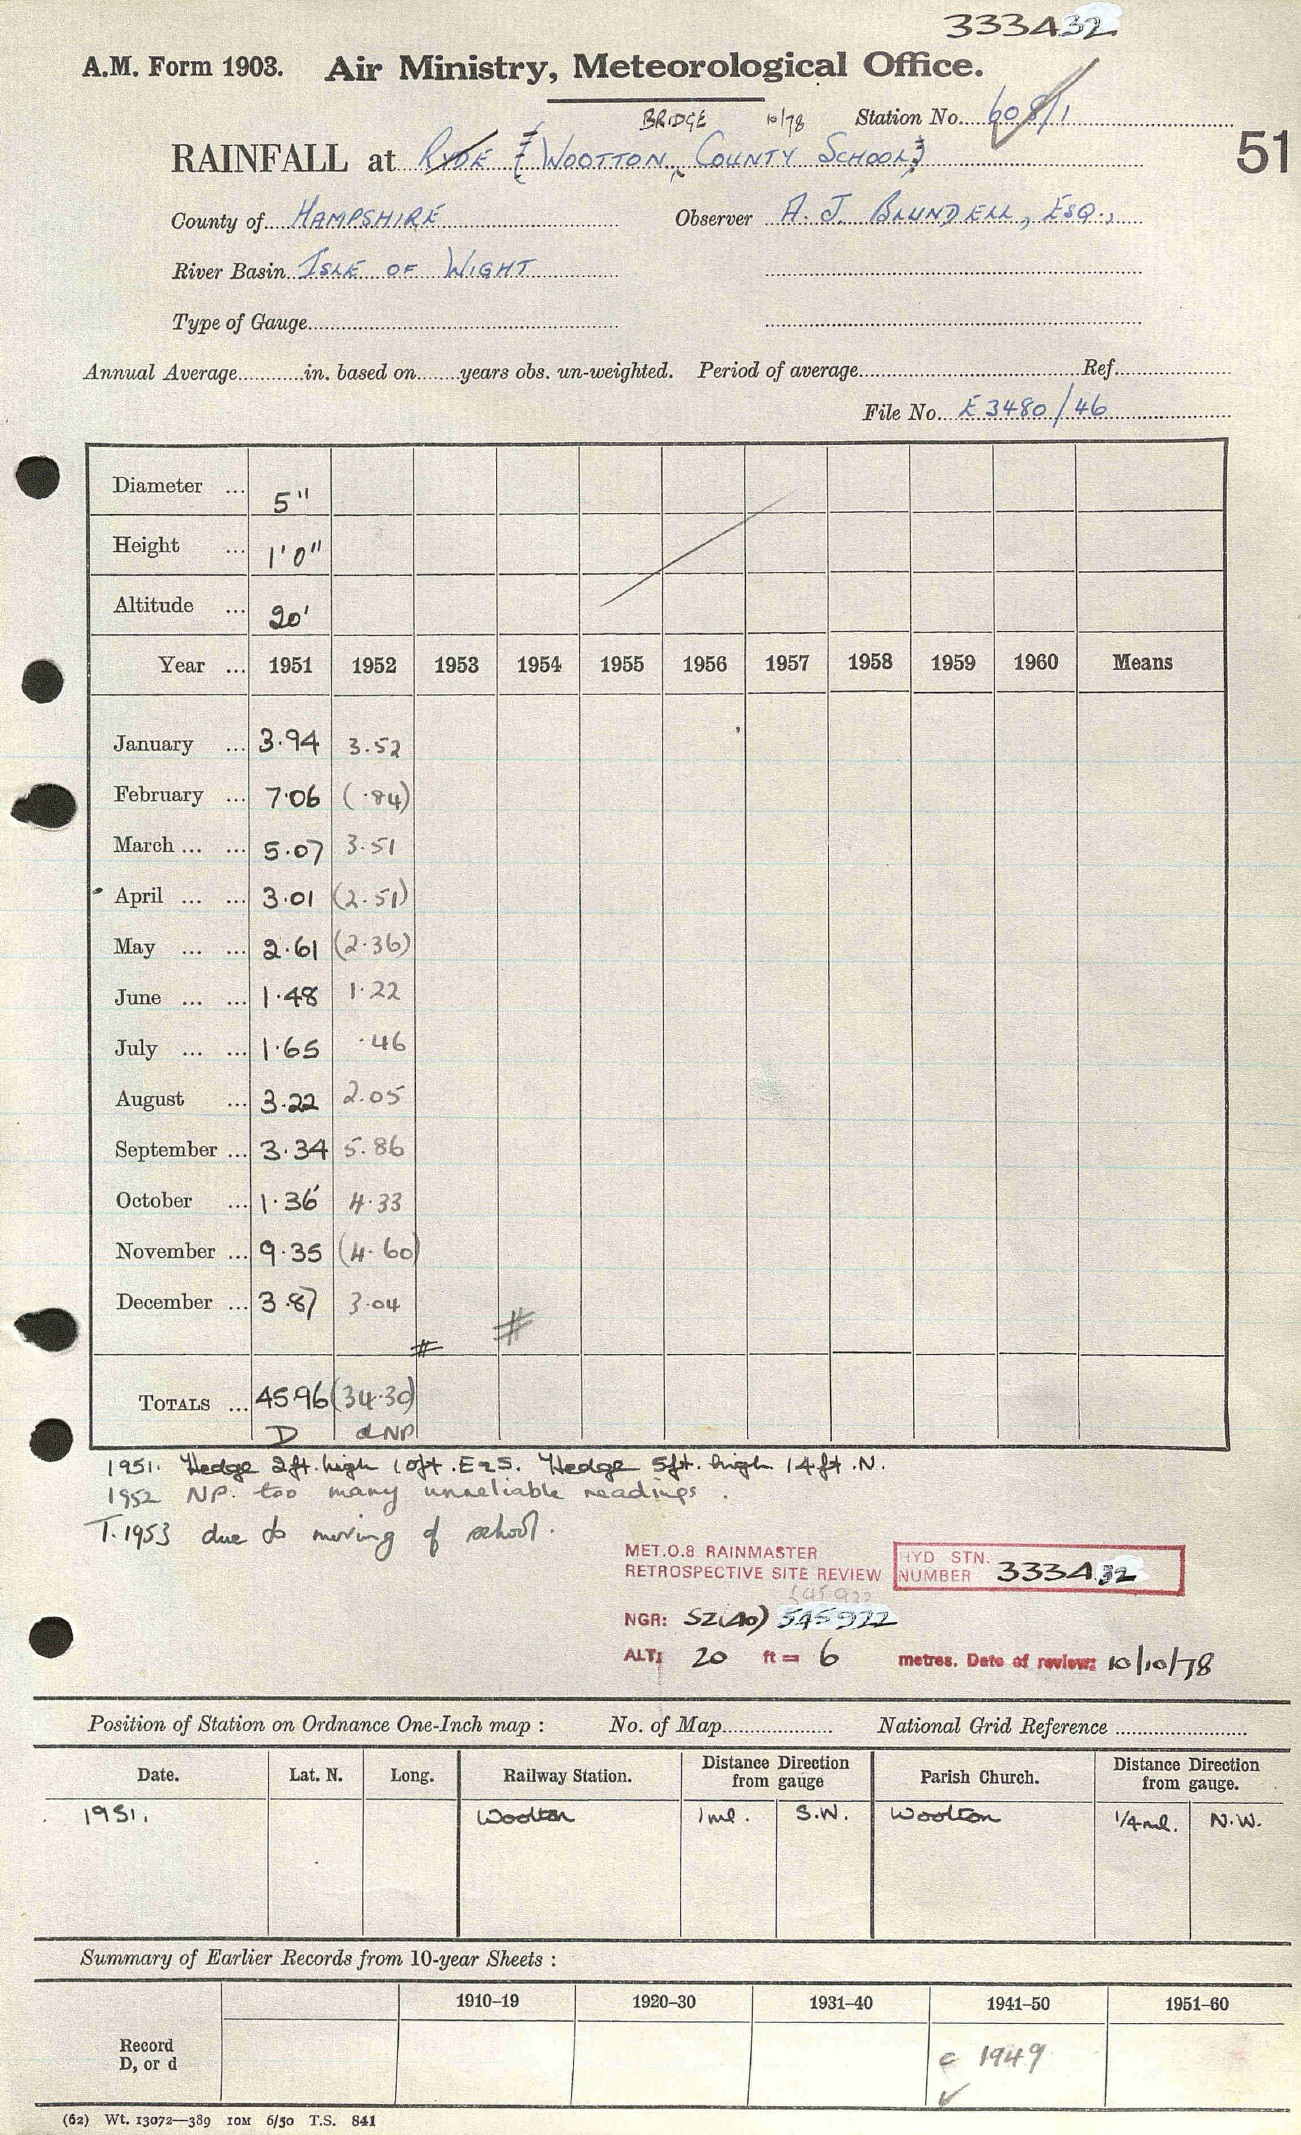 333432
A.M. Form 1903. Air Ministry, Meteorological Office.
BRIDGE 10/78 Station No. 608/1
51
RAINFALL at RYDE (WOOTTON, COUNTY SCHOOL)
County of HAMPSHIRE Observer A. J. BLUNDELL, ESQ.,
River Basin ISLE OF WIGHT
Type of Gauge
Annual Average in. based on years obs. un-weighted. Period of average Ref.
File No. E3480/46
Diameter ... 5"
Height ... 1'0"
Altitude ... 20'
Year ... 1951 1952 1953 1954 1955 1956 1957 1958 1959 1960 Means
January ... 3.94 3.52
February ... 7.06 (.84)
March ... ... 5.07 3.51
April ... ... 3.01 (2.51)
May ... ... 2.61 (2.36)
June ... ... 1.48 1.22
July ... ... 1.65 .46
August ... 3.22 2.05
September ... 3.34 5.86
October ... 1.36 4.33
November ... 9.35 (4.60)
December ... 3.87 3.04
TOTALS ... 45.96 (34.30)
D d NP
1951. Hedge 2ft. high 10ft. E & S. Hedge 5ft. high 14ft. N.
1952 NP. too many unreliable readings.
T. 1953 due to moving of school.
MET.O.8 RAINMASTER
RETROSPECTIVE SITE REVIEW
HYD STN. NUMBER 333432
545922
NGR: SZ(40) 545922
ALT: 20 ft = 6 metres. Date of review: 10/10/78
Position of Station on Ordnance One-Inch map : No. of Map National Grid Reference
Date. Lat. N. Long. Railway Station. Distance Direction from gauge Parish Church. Distance Direction from gauge.
1951. Wootton 1 ml. S.W. Wootton 1/4 ml. N.W.
Summary of Earlier Records from 10-year Sheets :
1910–19 1920–30 1931–40 1941–50 1951–60
Record
D, or d
c 1949
(62) Wt. 13072—389 10M 6/50 T.S. 841